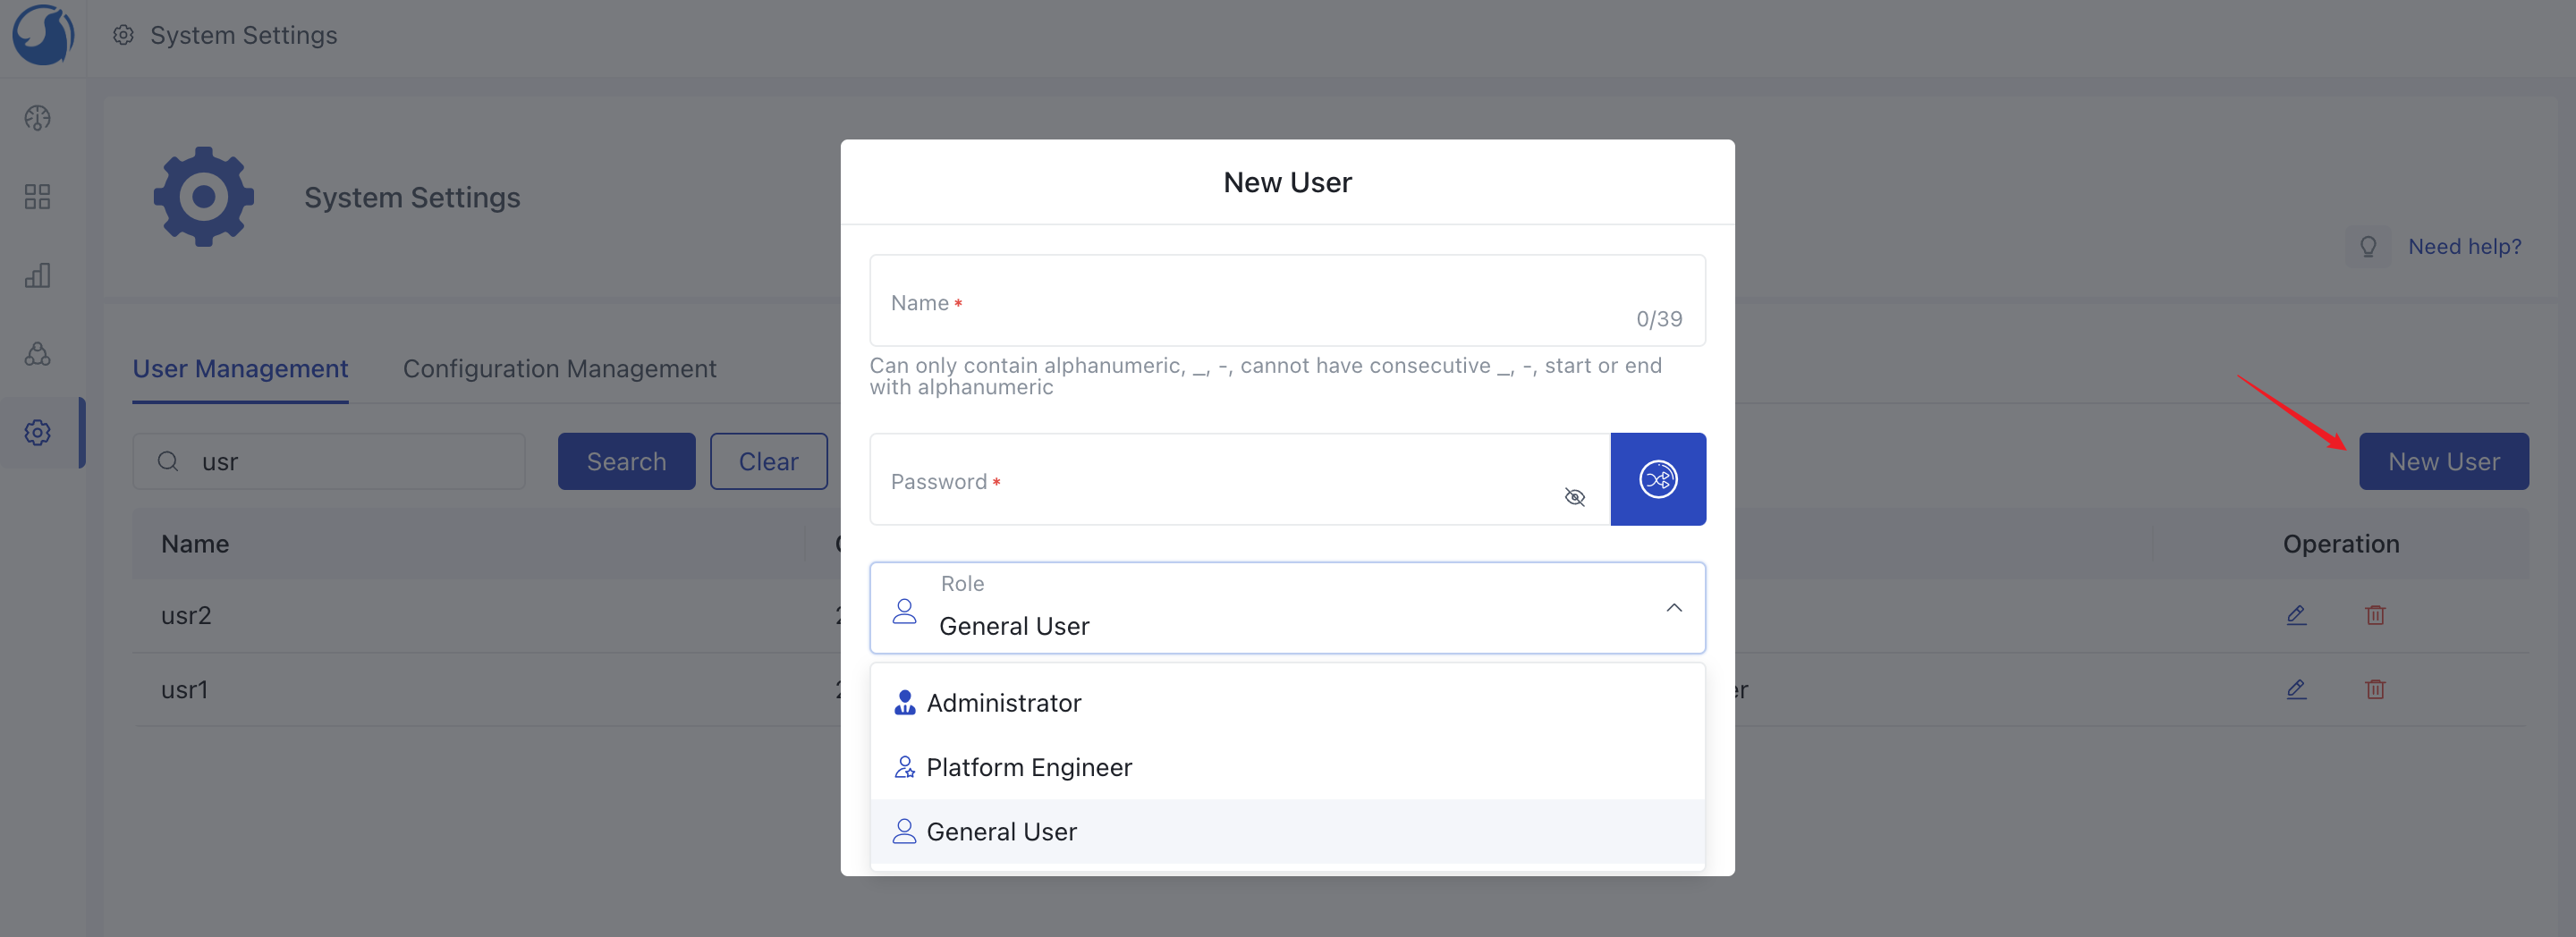 System Settings
System Settings
Need help?
User Management
Configuration Management
usr
Search
Clear
New User
Name
Operation
usr2
usr1
New User
Name *
0/39
Can only contain alphanumeric, _, -, cannot have consecutive _, -, start or end
with alphanumeric
Password *
Role
General User
Administrator
Platform Engineer
General User